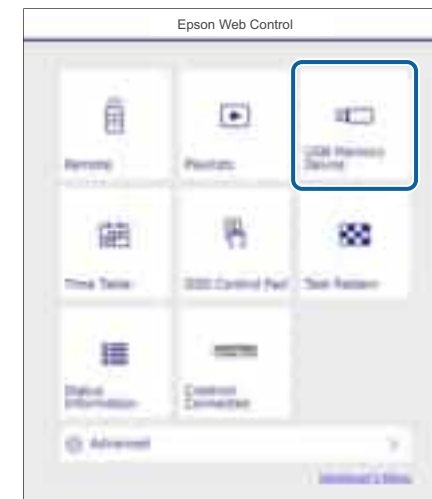 Epson Web Control
Remote
Playlists
USB Memory
Device
Time Table
OSD Control Pad
Test Pattern
Status
Information
Crestron
Connected
Advanced